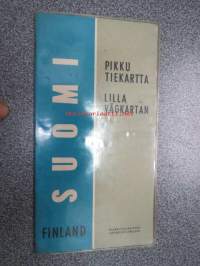 SUOMI
FINLAND
PIKKU
TIEKARTTA
LILLA
VÄGKARTAN